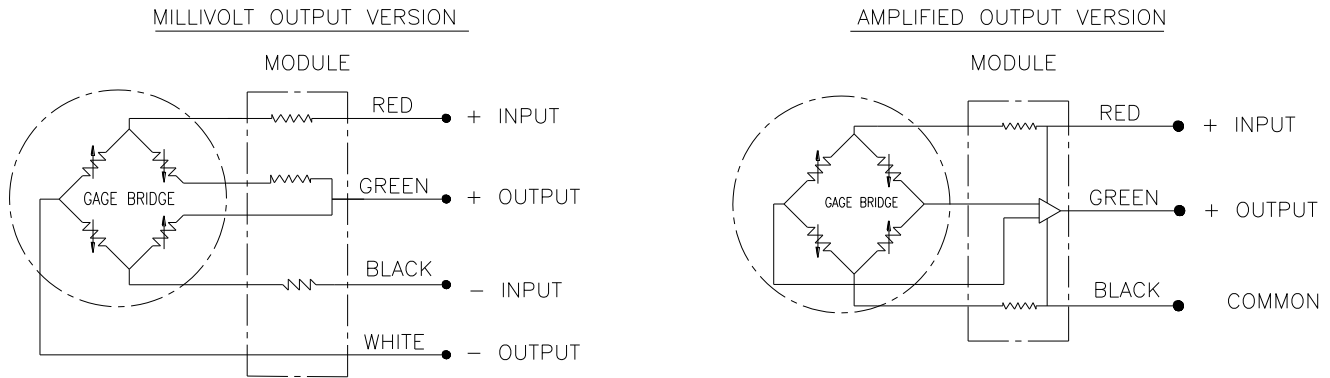 MILLIVOLT OUTPUT VERSION
MODULE
RED
+ INPUT
GAGE BRIDGE
GREEN
+ OUTPUT
BLACK
- INPUT
WHITE
- OUTPUT
AMPLIFIED OUTPUT VERSION
MODULE
RED
+ INPUT
GAGE BRIDGE
GREEN
+ OUTPUT
BLACK
COMMON